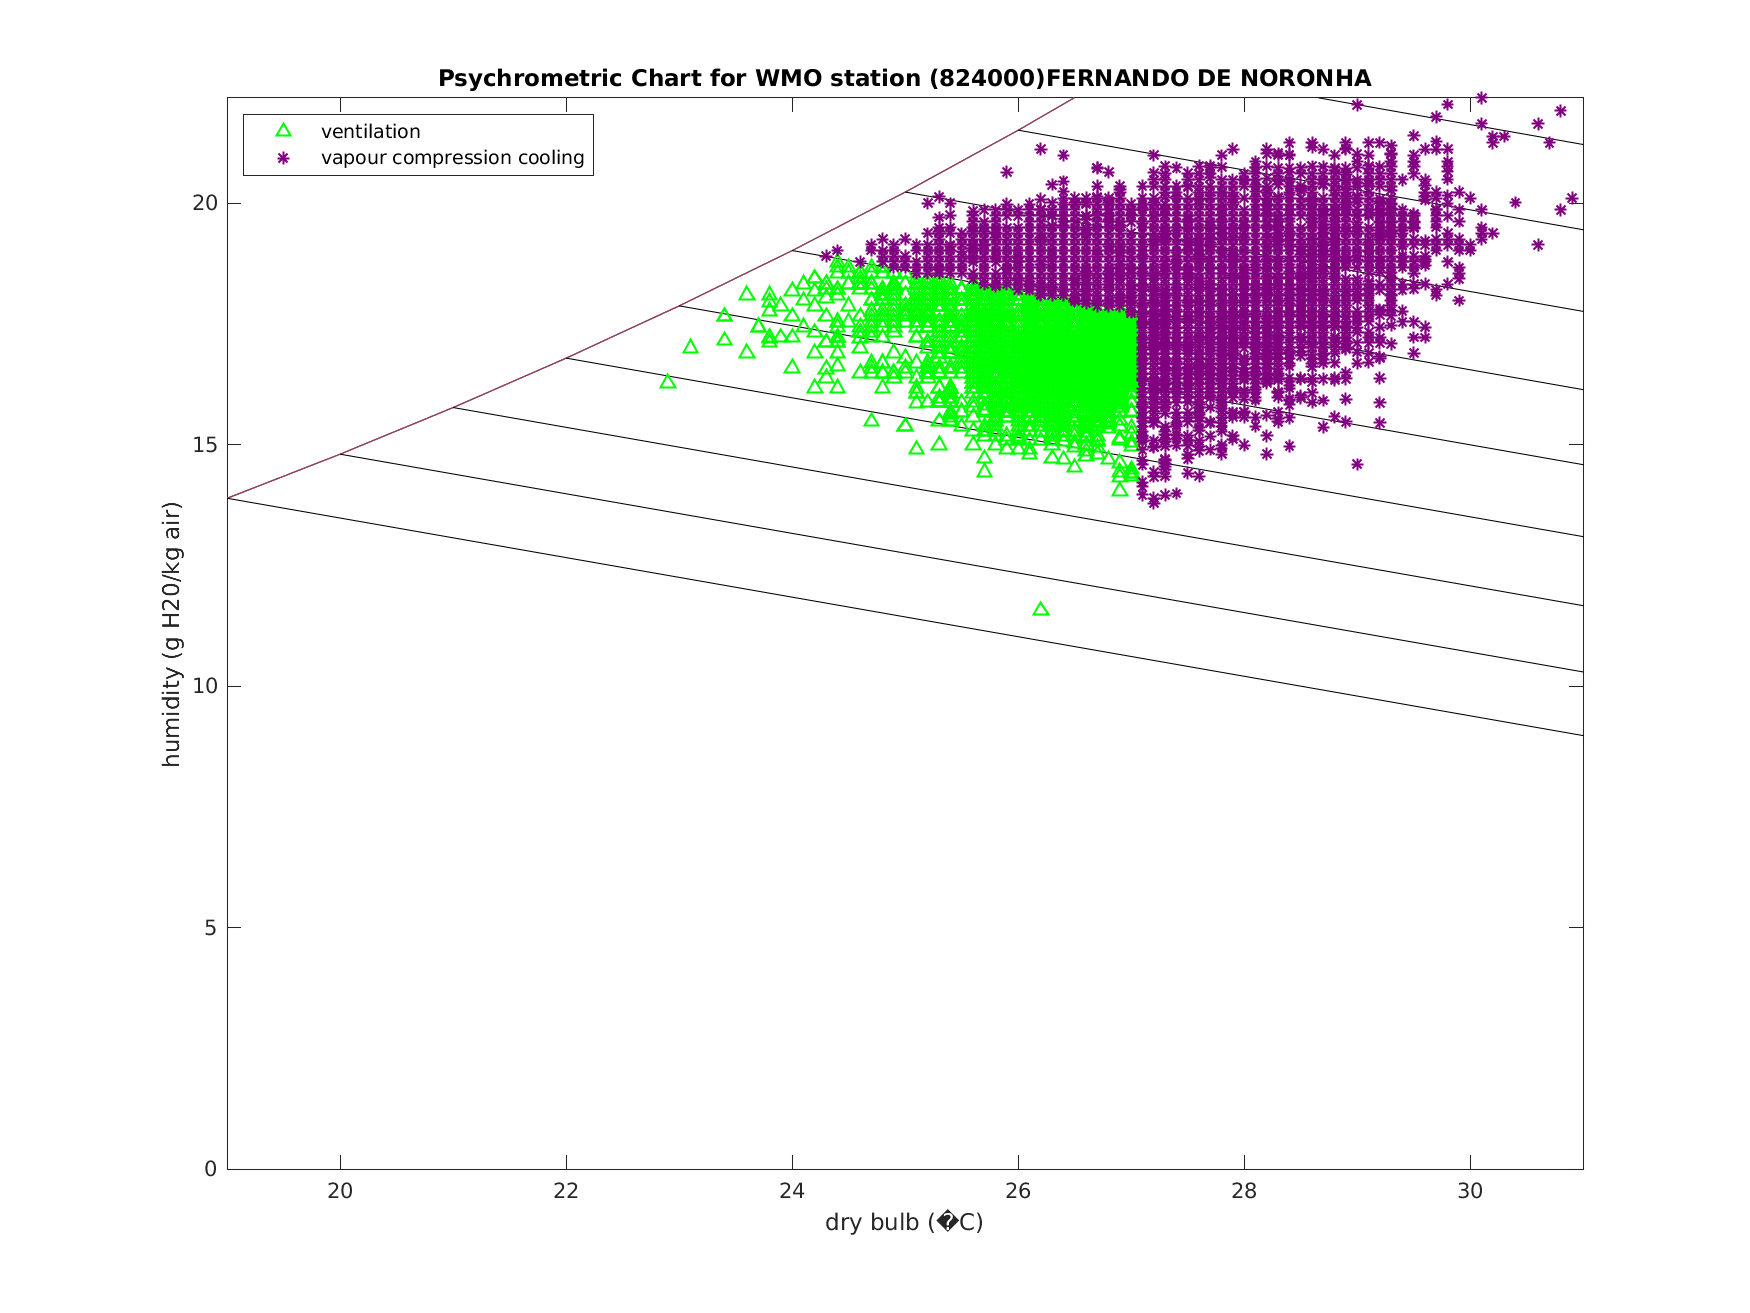 Psychrometric Chart for WMO station (824000)FERNANDO DE NORONHA
ventilation
vapour compression cooling
20
15
10
5
0
humidity (g H20/kg air)
20 22 24 26 28 30
dry bulb (�C)